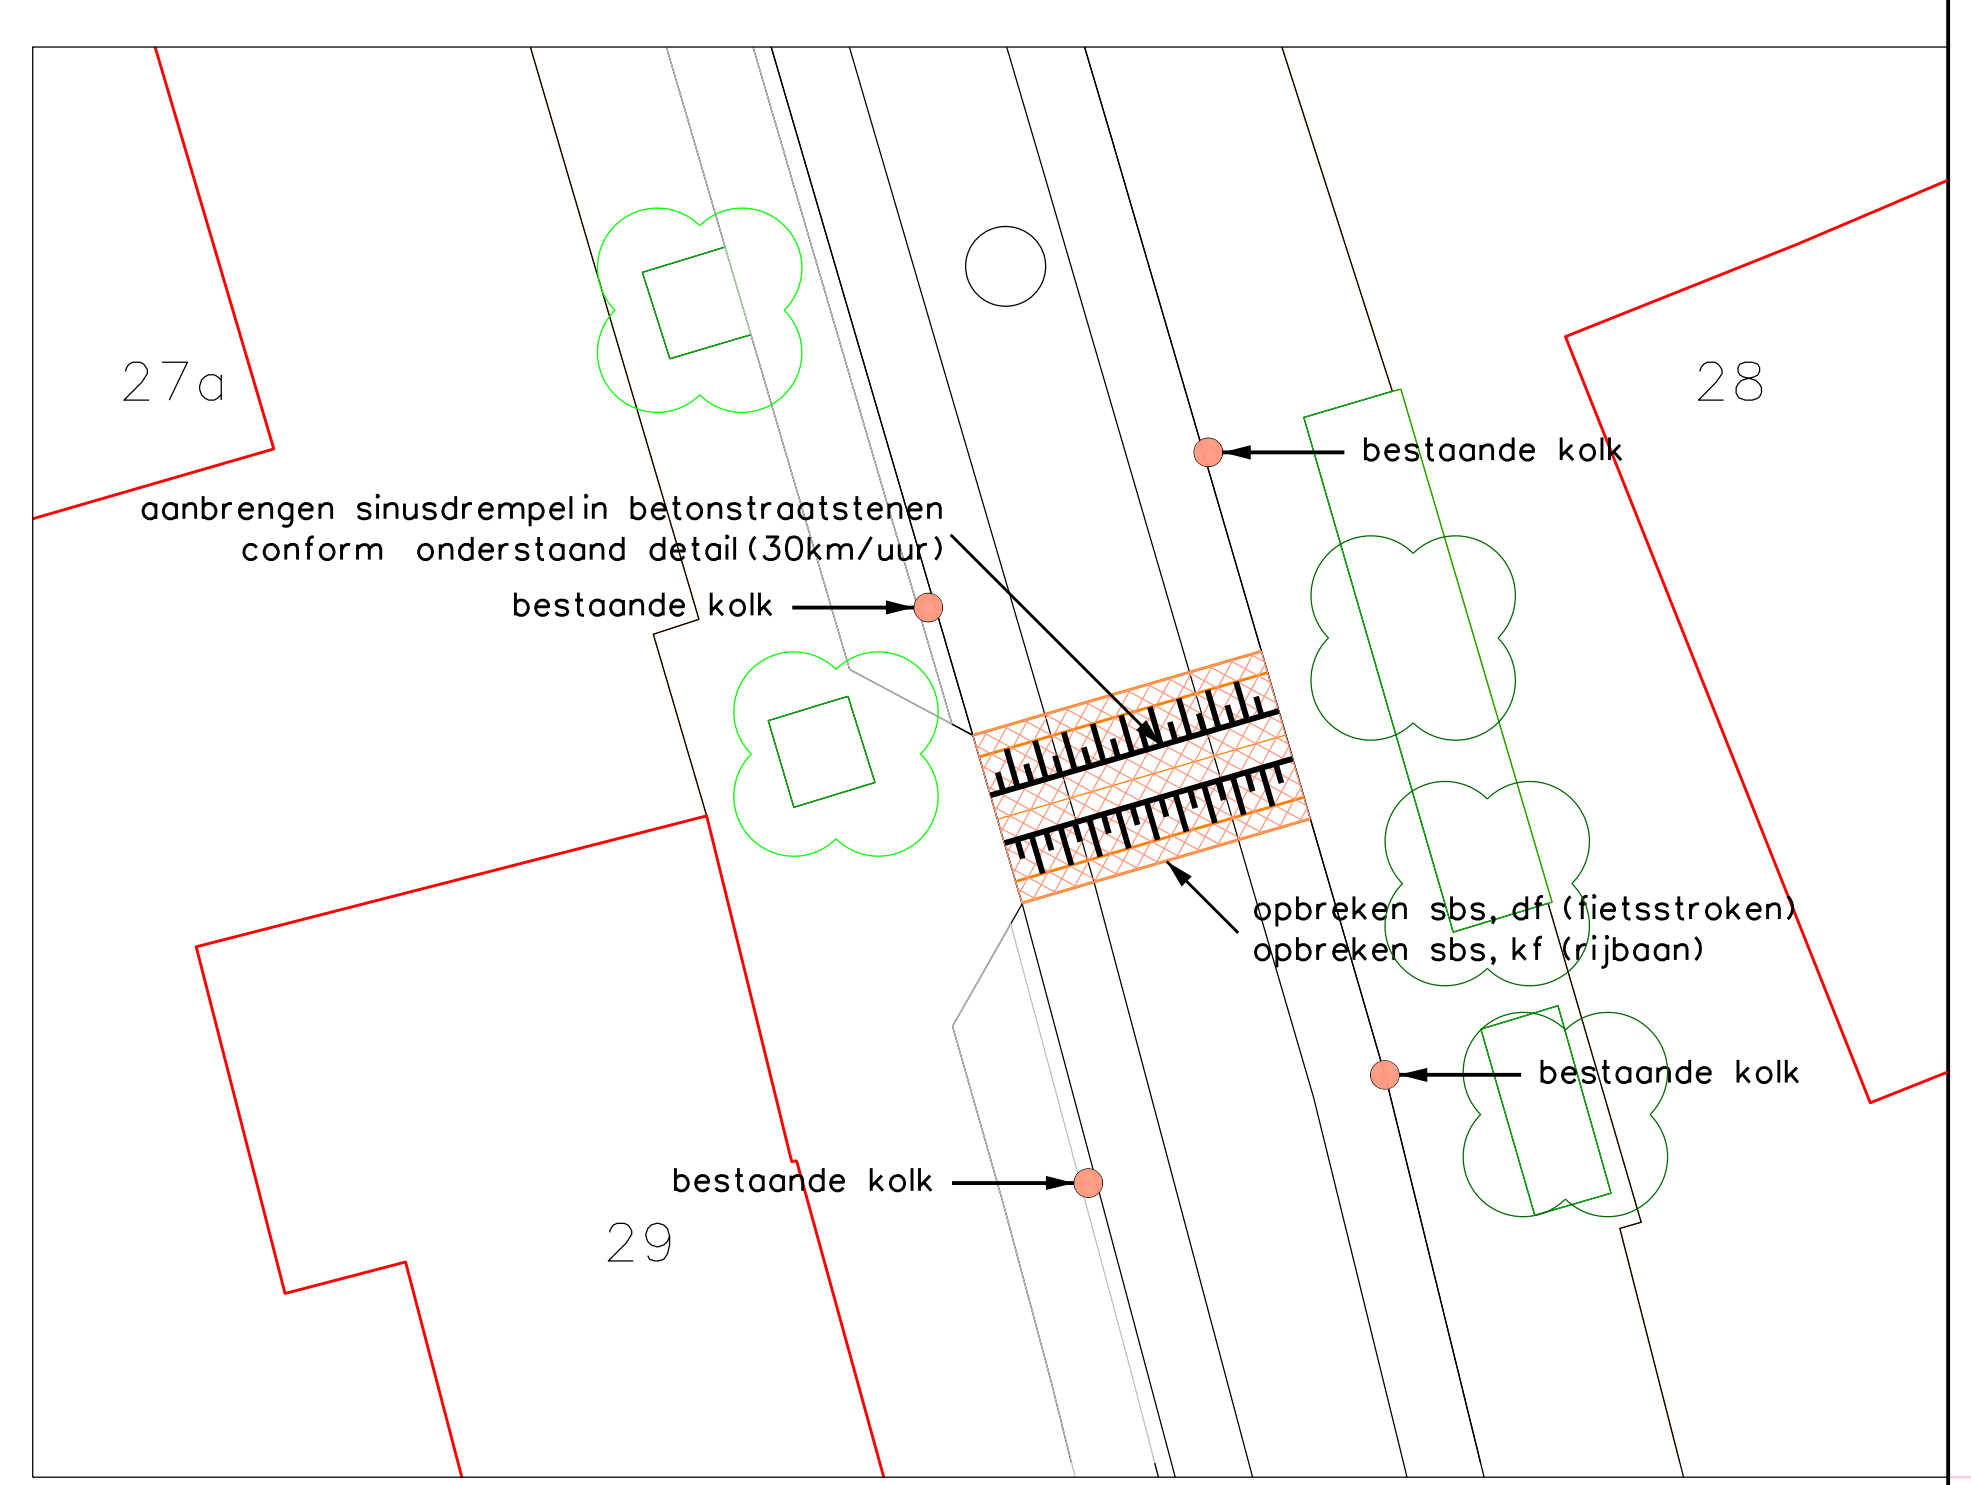 27a
28
bestaande kolk
aanbrengen sinusdrempel in betonstraatstenen
conform onderstaand detail (30km/uur)
bestaande kolk
opbreken sbs, df (fietsstroken)
opbreken sbs, kf (rijbaan)
bestaande kolk
bestaande kolk
29